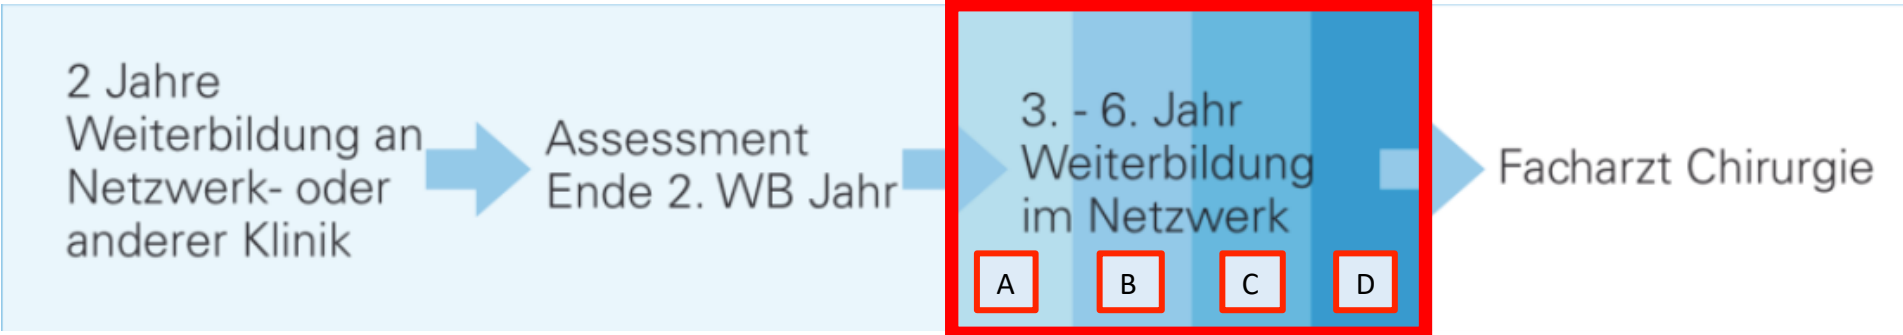 2 Jahre
Weiterbildung an
Netzwerk- oder
anderer Klinik
Assessment
Ende 2. WB Jahr
3. - 6. Jahr
Weiterbildung
im Netzwerk
A
B
C
D
Facharzt Chirurgie